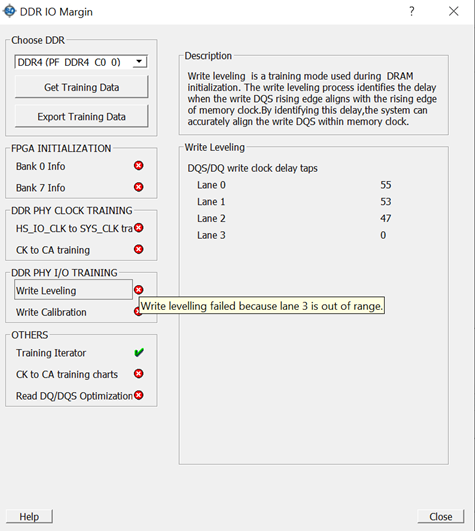 DDR IO Margin
?
Choose DDR
DDR4 (PF_DDR4_C0_0)
Get Training Data
Export Training Data
FPGA INITIALIZATION
Bank 0 Info
Bank 7 Info
DDR PHY CLOCK TRAINING
HS_IO_CLK to SYS_CLK tra
CK to CA training
DDR PHY I/O TRAINING
Write Leveling
Write Calibration
OTHERS
Training Iterator
CK to CA training charts
Read DQ/DQS Optimization
Description
Write leveling is a training mode used during DRAM
initialization. The write leveling process identifies the delay
when the write DQS rising edge aligns with the rising edge
of memory clock.By identifying this delay,the system can
accurately align the write DQS within memory clock.
Write Leveling
DQS/DQ write clock delay taps
Lane 0 55
Lane 1 53
Lane 2 47
Lane 3 0
Write levelling failed because lane 3 is out of range.
Help
Close